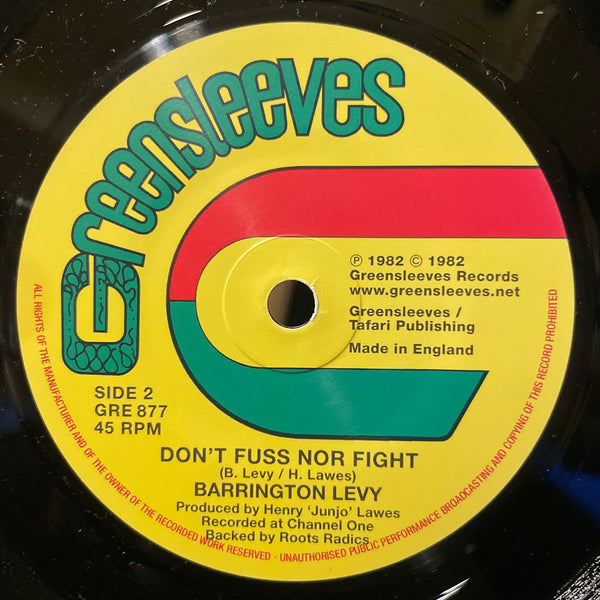 Greensleeves
℗ 1982 © 1982
Greensleeves Records
www.greensleeves.net
Greensleeves /
Tafari Publishing
Made in England
SIDE 2
GRE 877
45 RPM
DON'T FUSS NOR FIGHT
(B. Levy / H. Lawes)
BARRINGTON LEVY
Produced by Henry 'Junjo' Lawes
Recorded at Channel One
Backed by Roots Radics
ALL RIGHTS OF THE MANUFACTURER AND OF THE OWNER OF THE RECORDED WORK RESERVED - UNAUTHORISED PUBLIC PERFORMANCE BROADCASTING AND COPYING OF THIS RECORD PROHIBITED